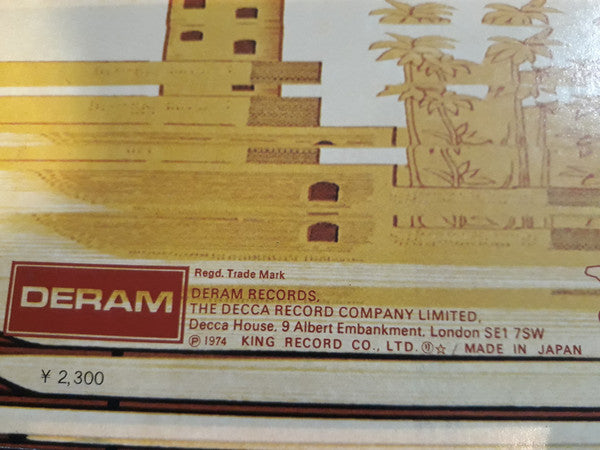 Regd. Trade Mark
DERAM
DERAM RECORDS,
THE DECCA RECORD COMPANY LIMITED,
Decca House, 9 Albert Embankment, London SE1 7SW
Ⓟ 1974 KING RECORD CO., LTD. ☆ / MADE IN JAPAN
¥ 2,300